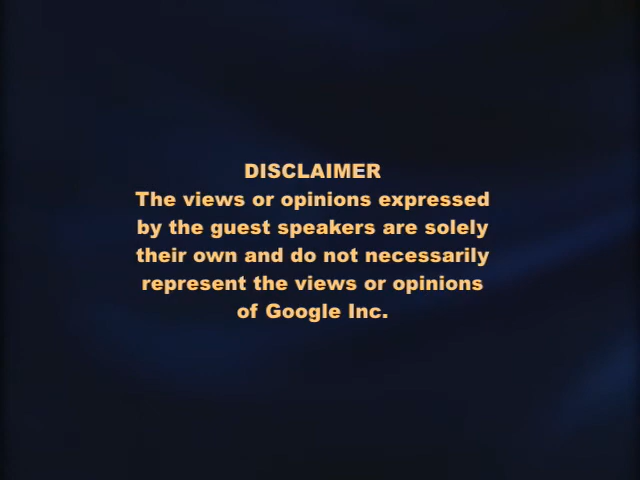 DISCLAIMER
The views or opinions expressed
by the guest speakers are solely
their own and do not necessarily
represent the views or opinions
of Google Inc.